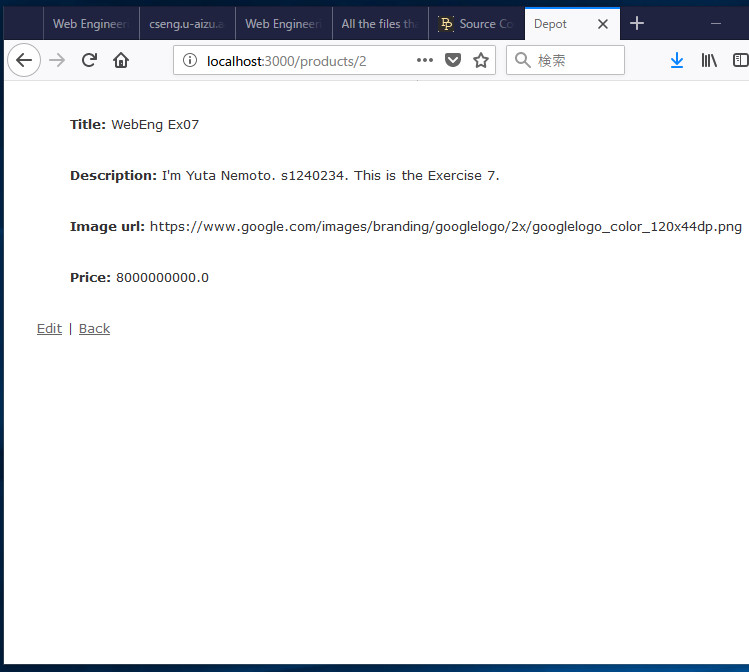 Web Engineer
cseng.u-aizu.a
Web Engineer
All the files tha
Source Co
Depot
localhost:3000/products/2
検索
Title: WebEng Ex07
Description: I'm Yuta Nemoto. s1240234. This is the Exercise 7.
Image url: https://www.google.com/images/branding/googlelogo/2x/googlelogo_color_120x44dp.png
Price: 8000000000.0
Edit | Back